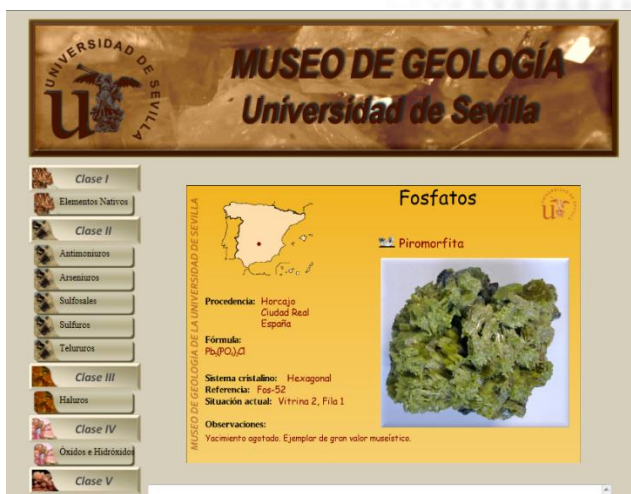 UNIVERSIDAD DE SEVILLA
MUSEO DE GEOLOGÍA
Universidad de Sevilla
Clase I
Elementos Nativos
Clase II
Antimoniuros
Arseniuros
Sulfosales
Sulfuros
Telururos
Clase III
Haluros
Clase IV
Óxidos e Hidróxidos
Clase V
MUSEO DE GEOLOGIA DE LA UNIVERSIDAD DE SEVILLA
Fosfatos
Piromorfita
Procedencia: Horcajo
Ciudad Real
España
Fórmula:
Pb₅(PO₄)₃Cl
Sistema cristalino: Hexagonal
Referencia: Fos-52
Situación actual: Vitrina 2, Fila 1
Observaciones:
Yacimiento agotado. Ejemplar de gran valor museístico.